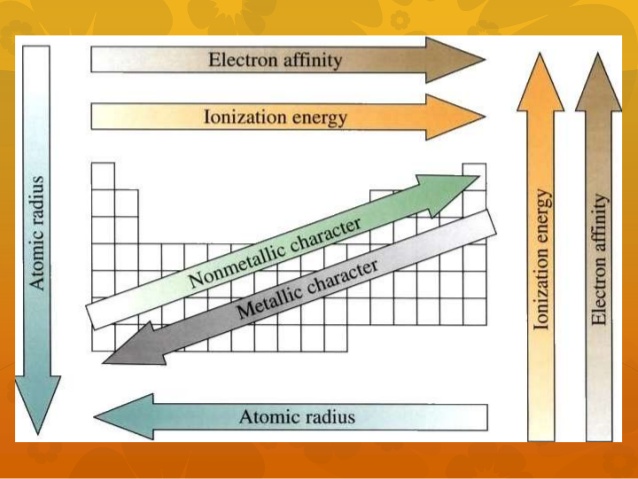 Electron affinity
Ionization energy
Atomic radius
Nonmetallic character
Metallic character
Ionization energy
Electron affinity
Atomic radius